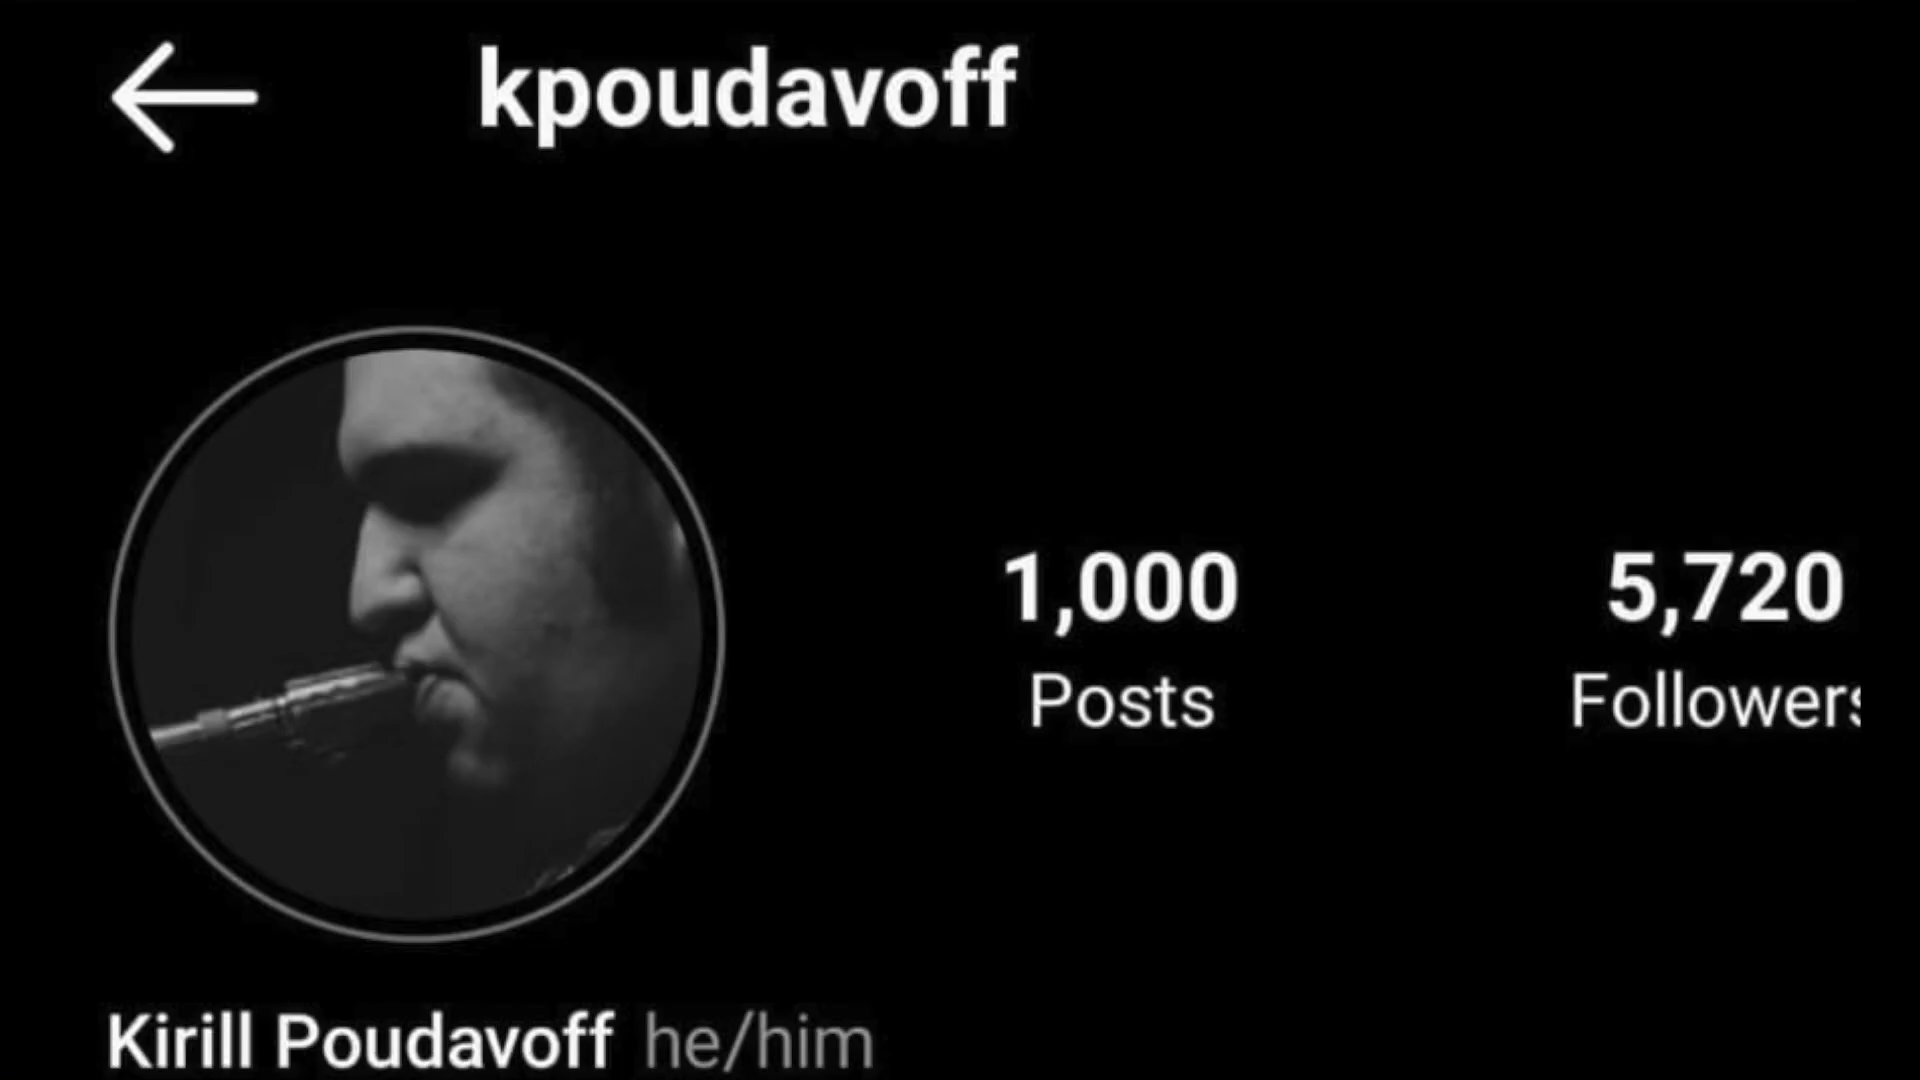 kpoudavoff
1,000
5,720
Posts
Followers
Kirill Poudavoff he/him